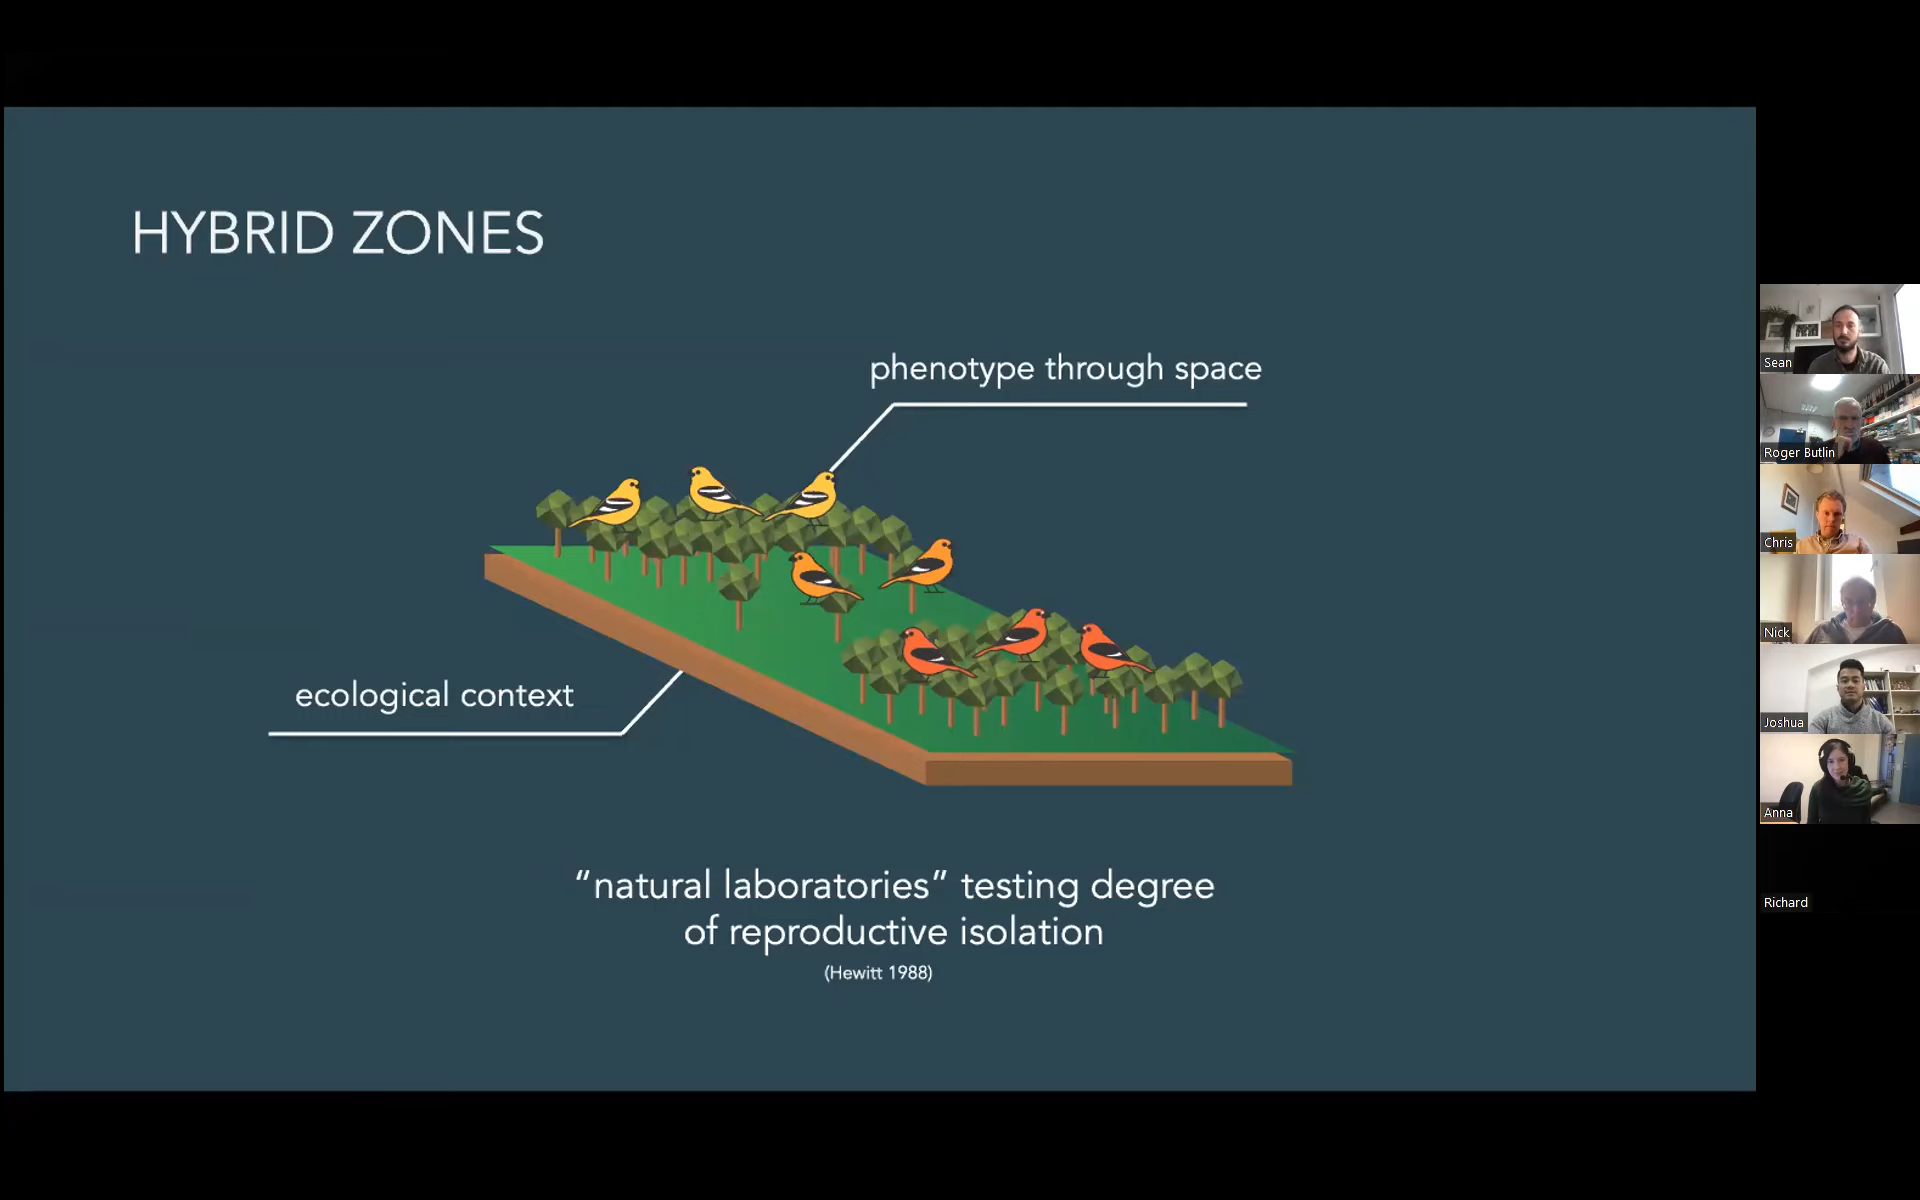 HYBRID ZONES
phenotype through space
ecological context
“natural laboratories” testing degree
of reproductive isolation
(Hewitt 1988)
Sean
Roger Butlin
Chris
Nick
Joshua
Anna
Richard